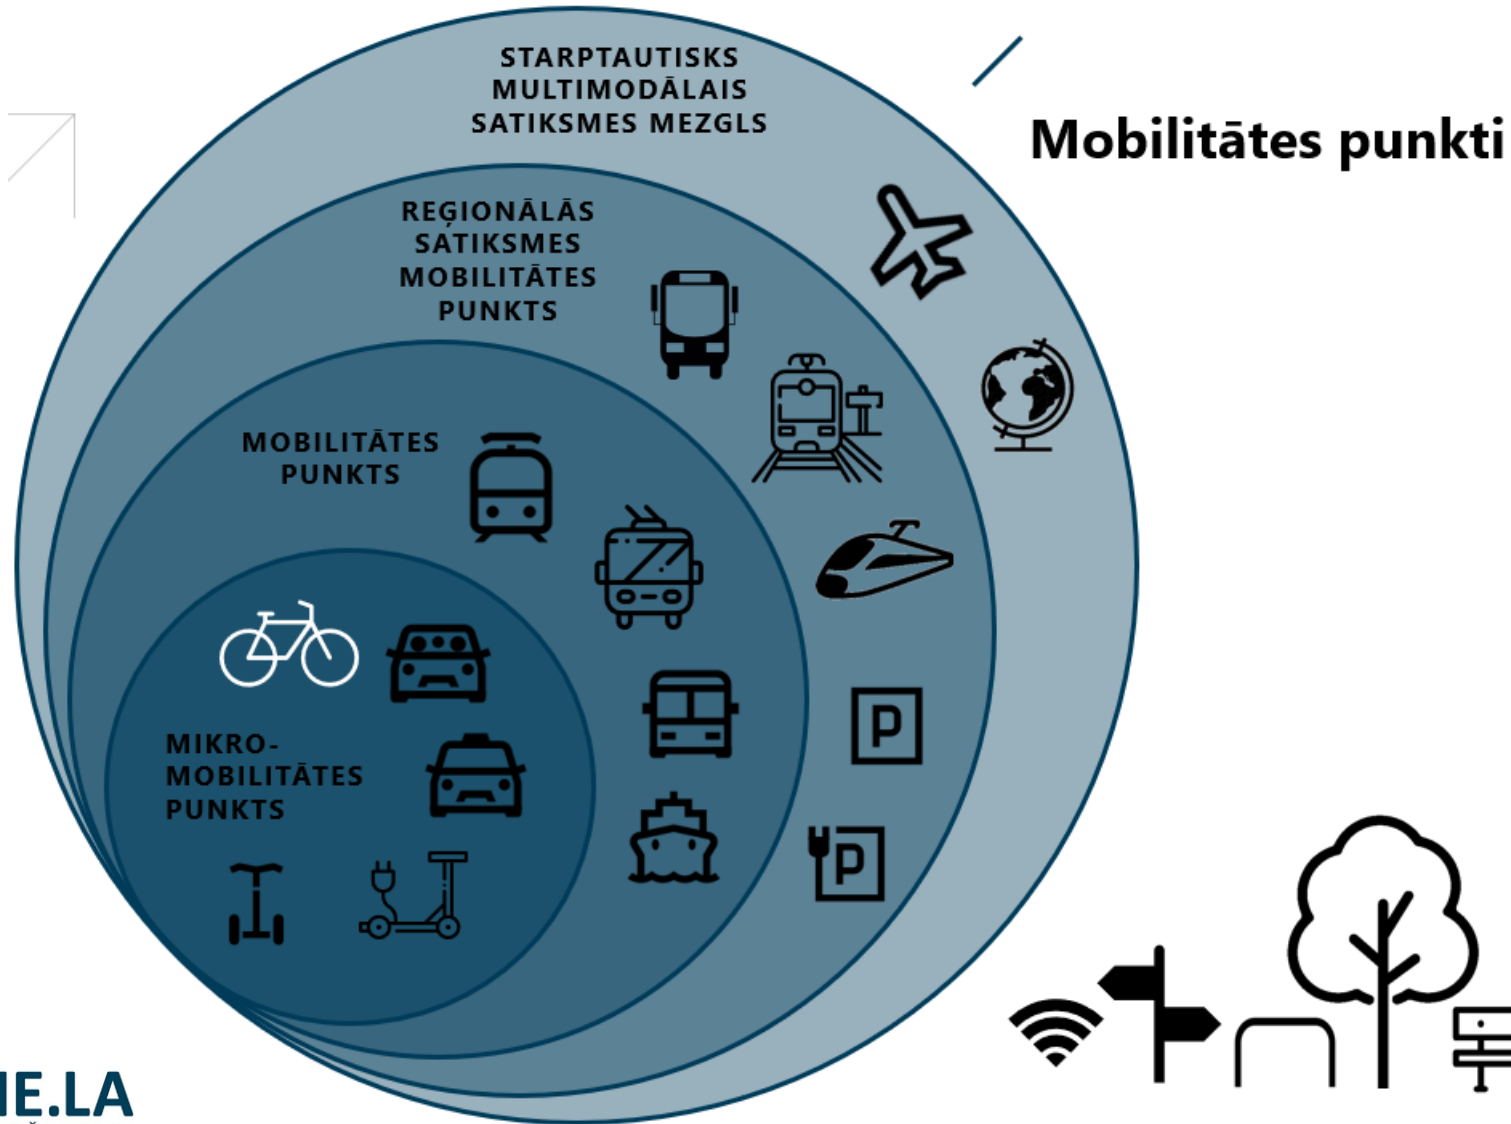 STARPTAUTISKS
MULTIMODĀLAIS
SATIKSMES MEZGLS
Mobilitātes punkti
REĢIONĀLĀS
SATIKSMES
MOBILITĀTES
PUNKTS
MOBILITĀTES
PUNKTS
MIKRO-
MOBILITĀTES
PUNKTS
P
P
IE.LA